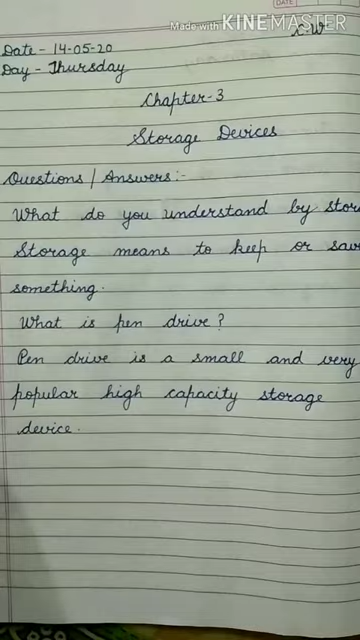 Made with KINEMASTER
DATE
C.W
Date - 14-05-20
Day - Thursday
Chapter-3
Storage Devices
Questions / Answers:-
What do you understand by
Storage means to keep or save
something.
What is pen drive?
Pen drive is a small and very
popular high capacity storage
device.